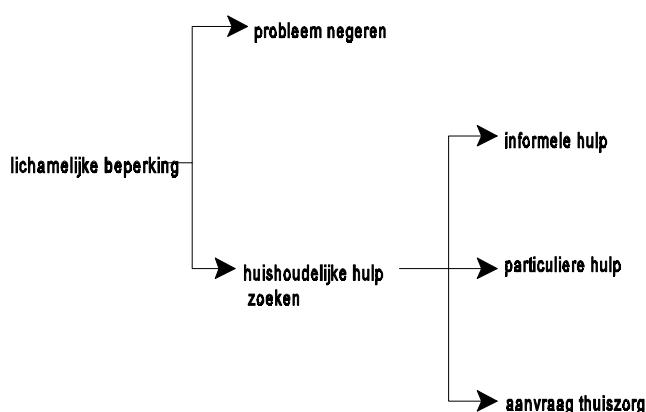 probleem negeren
informele hulp
lichamelijke beperking
huishoudelijke hulp
zoeken
particuliere hulp
aanvraag thuiszorg